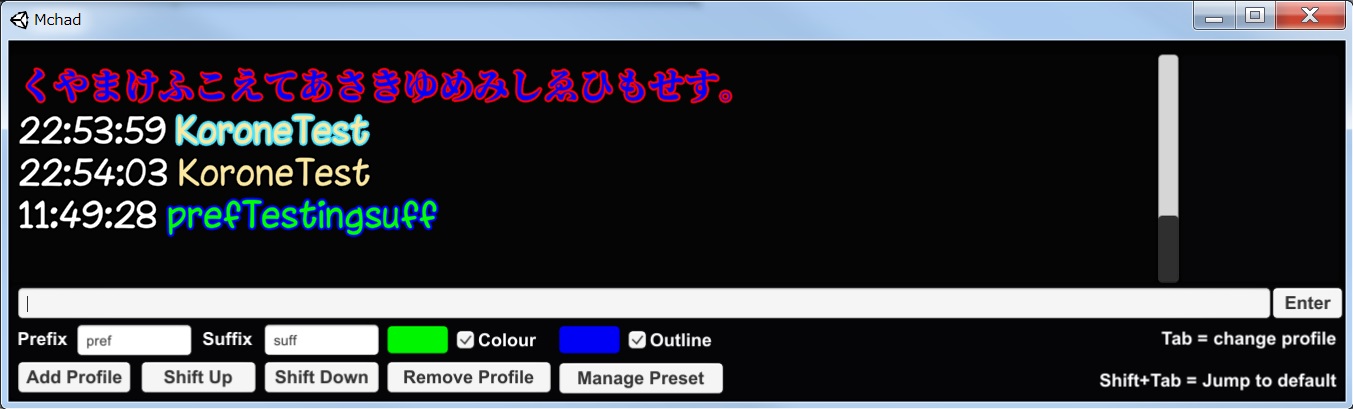 Mchad
くやまけふこえてあさきゆめみしゑひもせす。
22:53:59 KoroneTest
22:54:03 KoroneTest
11:49:28 prefTestingsuff
Enter
Prefix pref Suffix suff Colour Outline Tab = change profile
Add Profile Shift Up Shift Down Remove Profile Manage Preset Shift+Tab = Jump to default